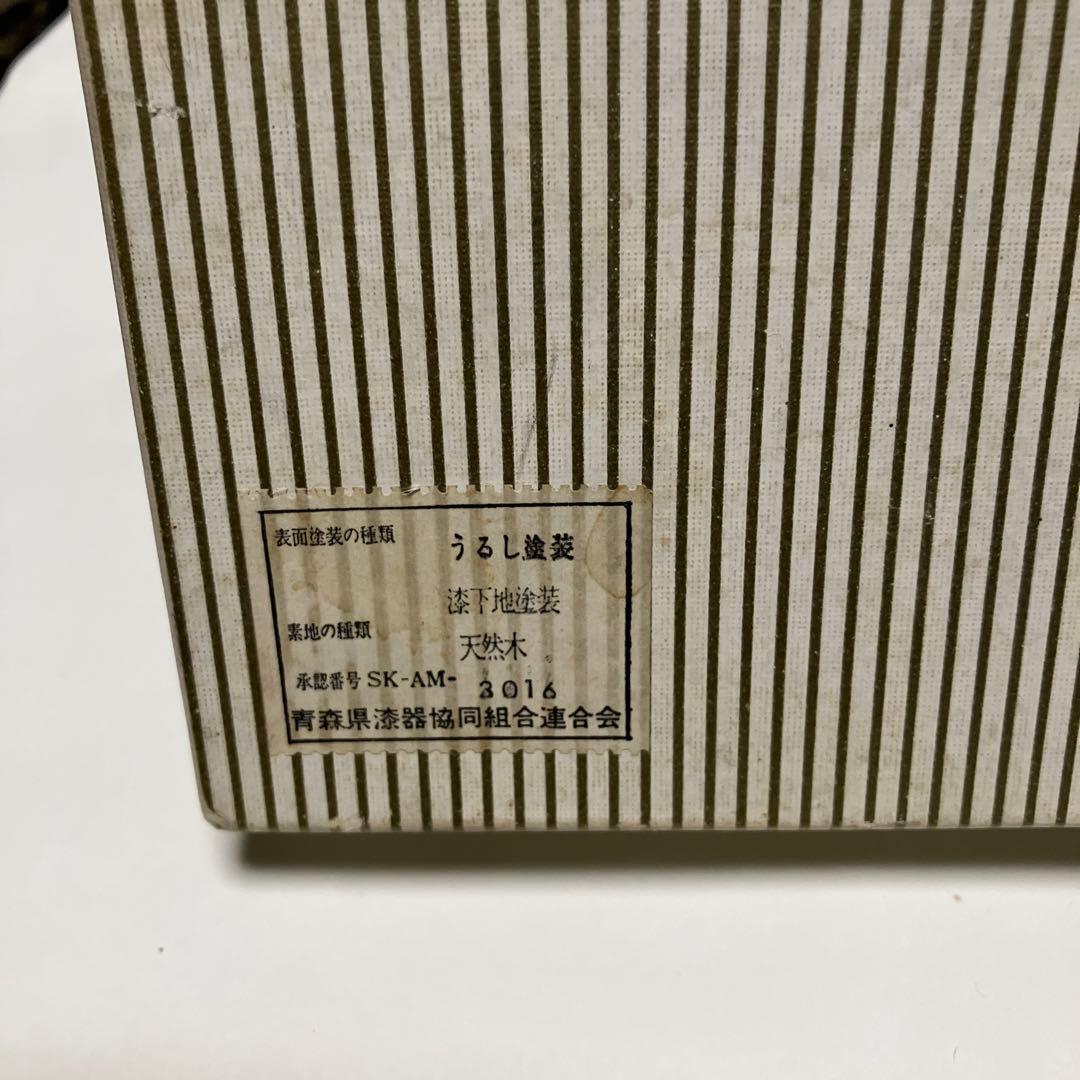 表面塗装の種類 うるし塗装
漆下地塗装
素地の種類 天然木
承認番号 SK-AM-3016
青森県漆器協同組合連合会